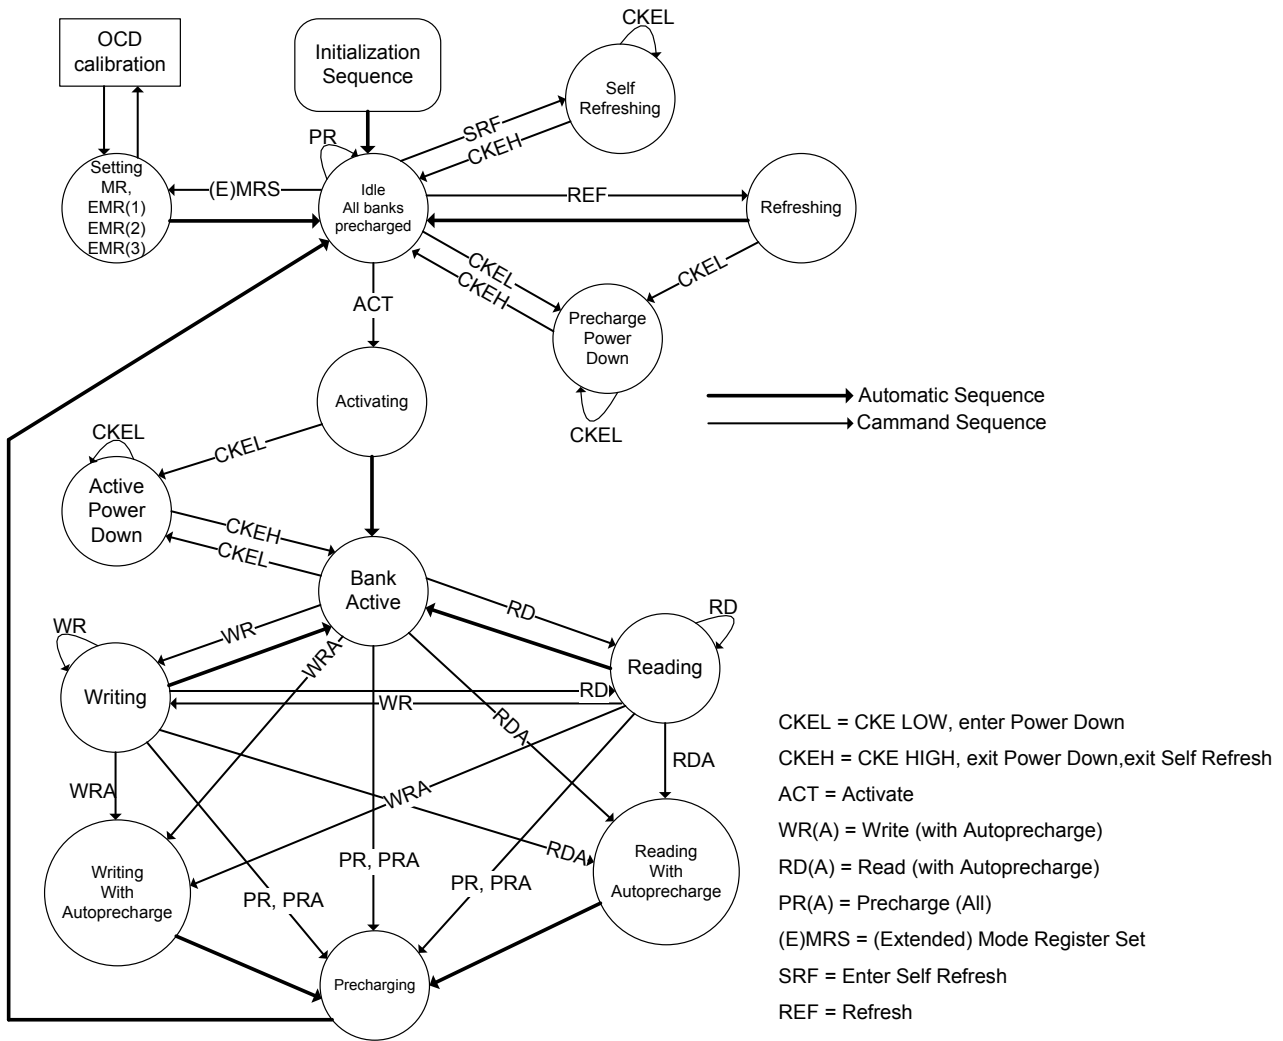 OCD
calibration
Initialization
Sequence
CKEL
Self
Refreshing
PR
SRF
CKEH
Setting
MR,
EMR(1)
EMR(2)
EMR(3)
(E)MRS
Idle
All banks
precharged
REF
Refreshing
CKEL
CKEH
CKEL
ACT
Precharge
Power
Down
CKEL
Activating
Automatic Sequence
Cammand Sequence
CKEL
CKEL
Active
Power
Down
CKEH
CKEL
Bank
Active
RD
RD
WR
WR
WRA
Reading
Writing
RD
WR
RDA
RDA
WRA
WRA
RDA
PR, PRA
PR, PRA
PR, PRA
Writing
With
Autoprecharge
Reading
With
Autoprecharge
Precharging
CKEL = CKE LOW, enter Power Down
CKEH = CKE HIGH, exit Power Down,exit Self Refresh
ACT = Activate
WR(A) = Write (with Autoprecharge)
RD(A) = Read (with Autoprecharge)
PR(A) = Precharge (All)
(E)MRS = (Extended) Mode Register Set
SRF = Enter Self Refresh
REF = Refresh